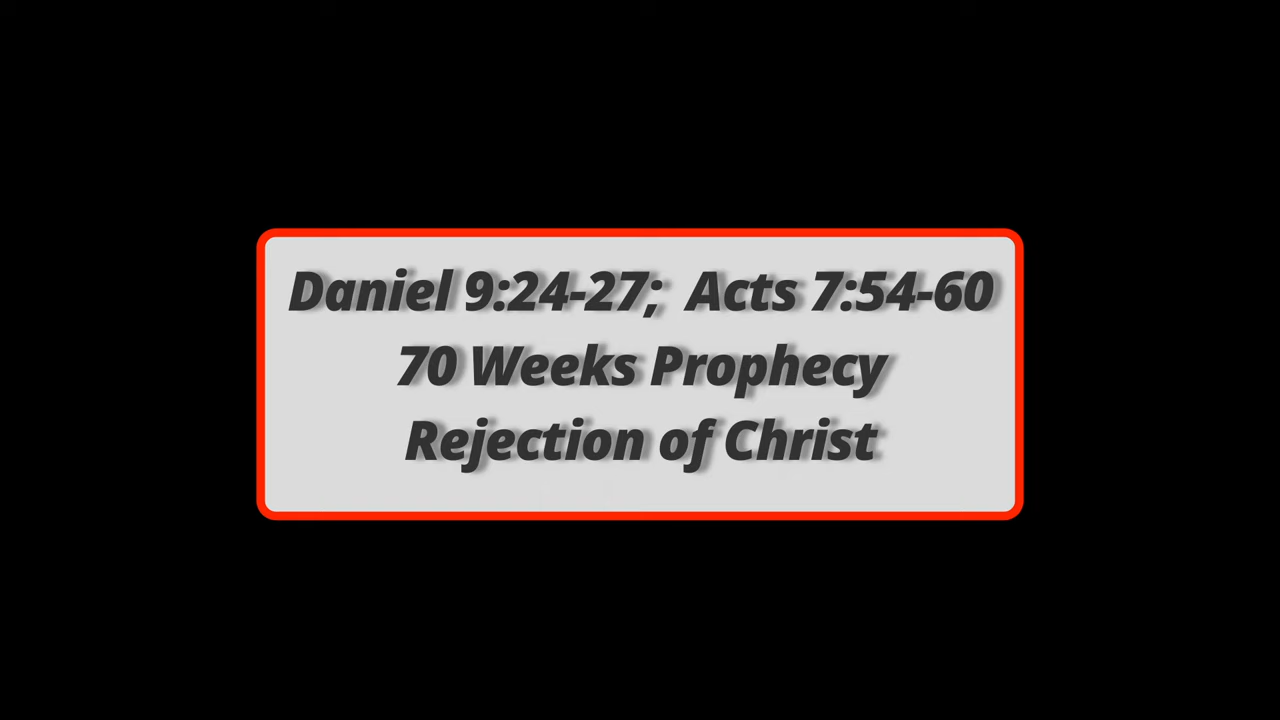 Daniel 9:24-27;  Acts 7:54-60
70 Weeks Prophecy
Rejection of Christ